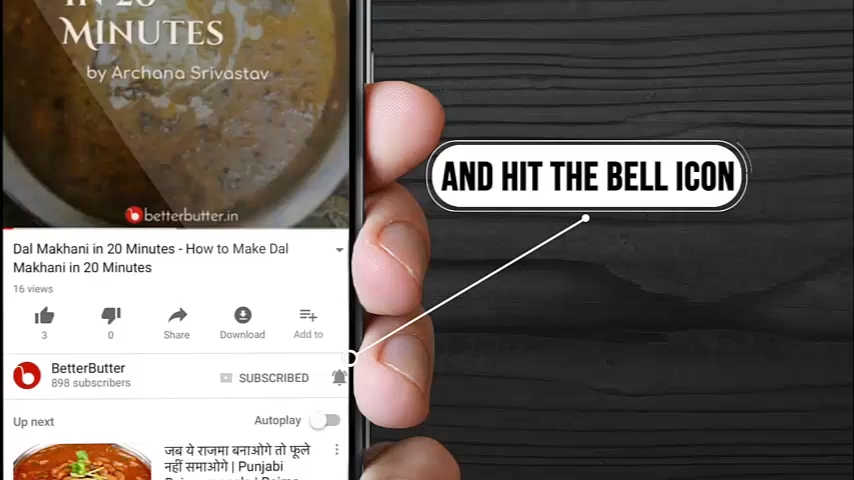 IN 20
MINUTES
by Archana Srivastav
betterbutter.in
AND HIT THE BELL ICON
Dal Makhani in 20 Minutes - How to Make Dal
Makhani in 20 Minutes
16 views
3
0
Share
Download
Add to
BetterButter
898 subscribers
SUBSCRIBED
Up next
Autoplay
जब ये राजमा बनाओगे तो फूले
नहीं समाओगे | Punjabi